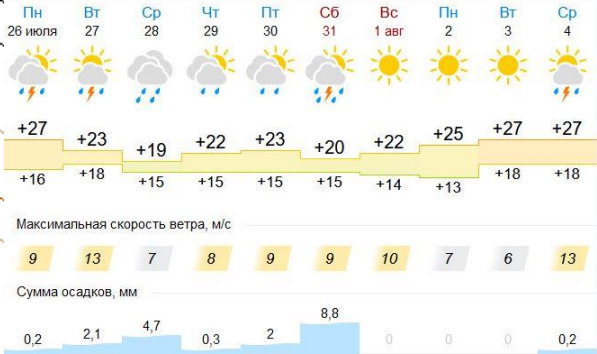 Пн Вт Ср Чт Пт Сб Вс Пн Вт Ср
26 июля 27 28 29 30 31 1 авг 2 3 4
+27 +23 +19 +22 +23 +20 +22 +25 +27 +27
+16 +18 +15 +15 +15 +15 +14 +13 +18 +18
Максимальная скорость ветра, м/с
9 13 7 8 9 9 10 7 6 13
Сумма осадков, мм
0,2 2,1 4,7 0,3 2 8,8 0 0 0 0,2